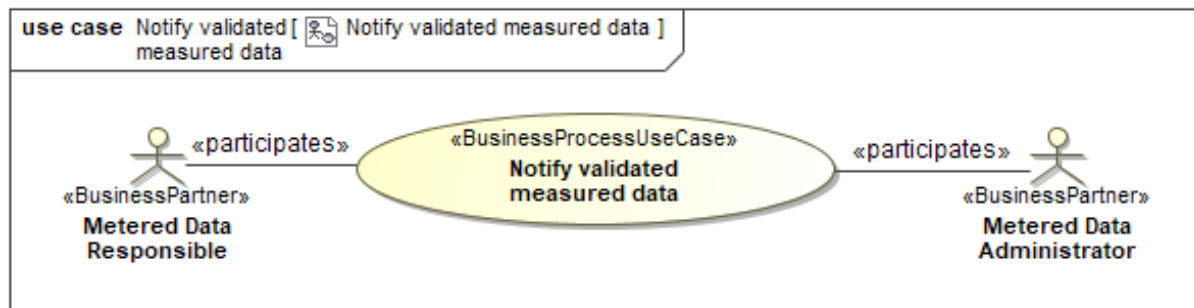 use case Notify validated [ Notify validated measured data ]
measured data
«participates»
«BusinessProcessUseCase»
Notify validated
measured data
«participates»
«BusinessPartner»
Metered Data
Responsible
«BusinessPartner»
Metered Data
Administrator